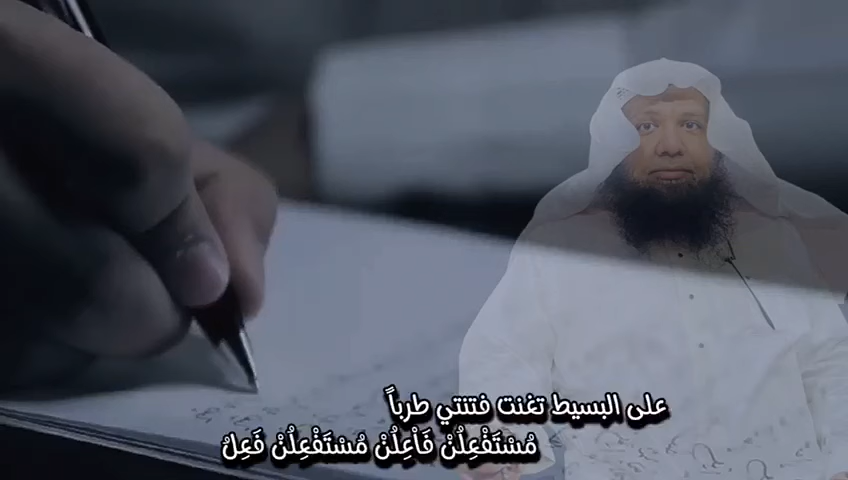 على البسيط تغنت فتنتي طرباً
مُسْتَفْعِلُنْ فَاْعِلُنْ مُسْتَفْعِلُنْ فَعِلُ